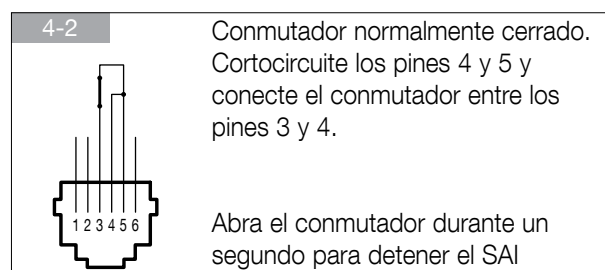 4-2
Conmutador normalmente cerrado.
Cortocircuite los pines 4 y 5 y
conecte el conmutador entre los
pines 3 y 4.
1 2 3 4 5 6
Abra el conmutador durante un
segundo para detener el SAI